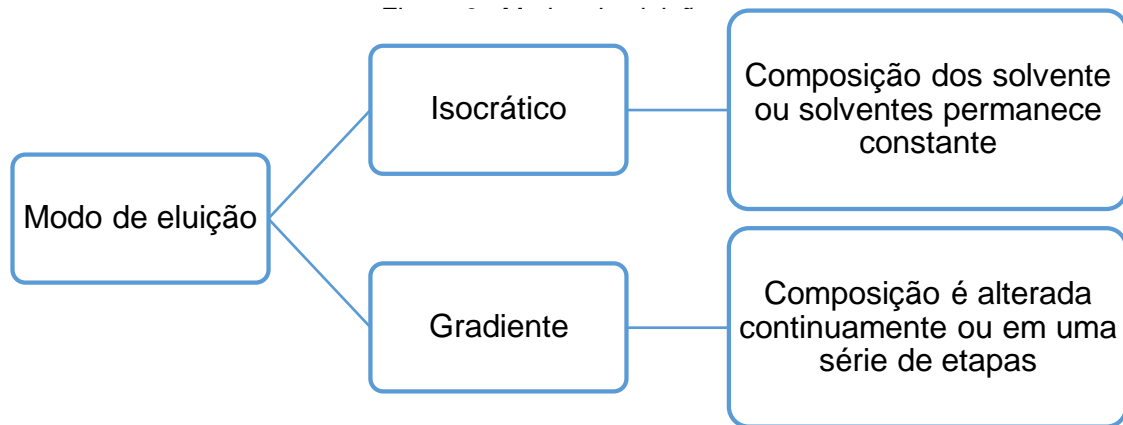 Modo de eluição
Isocrático
Composição dos solvente
ou solventes permanece
constante
Gradiente
Composição é alterada
continuamente ou em uma
série de etapas